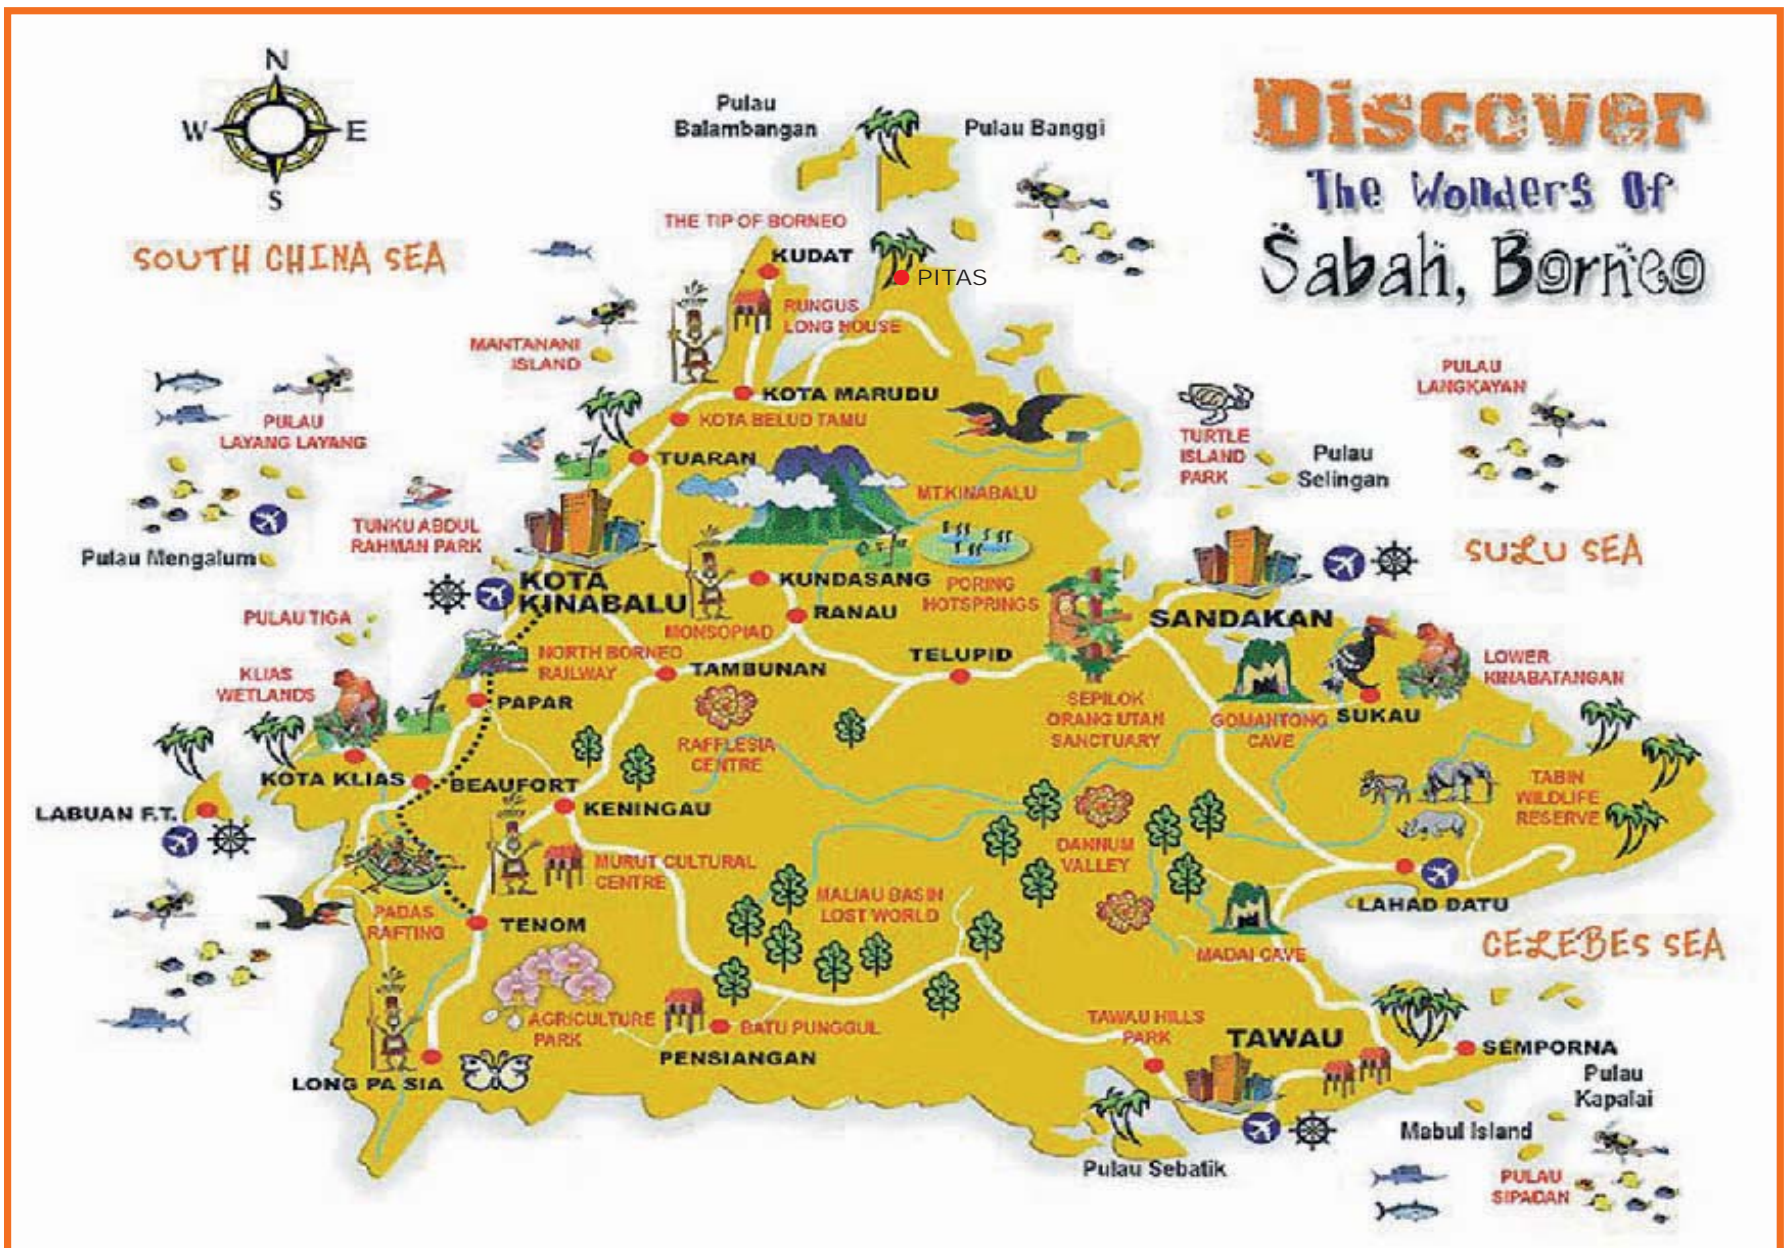 N
W
E
S
Discover
The Wonders Of
Sabah, Borneo
Pulau
Balambangan
Pulau Banggi
THE TIP OF BORNEO
SOUTH CHINA SEA
KUDAT
PITAS
RUNGUS
LONG HOUSE
MANTANANI
ISLAND
PULAU
LANGKAYAN
KOTA MARUDU
PULAU
LAYANG LAYANG
KOTA BELUD TAMU
TURTLE
ISLAND
PARK
Pulau
Selingan
TUARAN
MT.KINABALU
TUNKU ABDUL
RAHMAN PARK
SULU SEA
Pulau Mengalum
KOTA
KINABALU
KUNDASANG
PORING
HOTSPRINGS
RANAU
PULAU TIGA
MONSOPIAD
SANDAKAN
NORTH BORNEO
RAILWAY
TAMBUNAN
TELUPID
LOWER
KINABATANGAN
KLIAS
WETLANDS
PAPAR
SEPILOK
ORANG UTAN
SANCTUARY
GOMANTONG
CAVE
SUKAU
RAFFLESIA
CENTRE
KOTA KLIAS
BEAUFORT
TABIN
WILDLIFE
RESERVE
LABUAN F.T.
KENINGAU
DANNUM
VALLEY
MURUT CULTURAL
CENTRE
MALIAU BASIN
LOST WORLD
LAHAD DATU
PADAS
RAFTING
TENOM
MADAI CAVE
CELEBES SEA
AGRICULTURE
PARK
BATU PUNGGUL
TAWAU HILLS
PARK
TAWAU
PENSIANGAN
SEMPORNA
LONG PA SIA
Pulau
Kapalai
Mabul Island
Pulau Sebatik
PULAU
SIPADAN